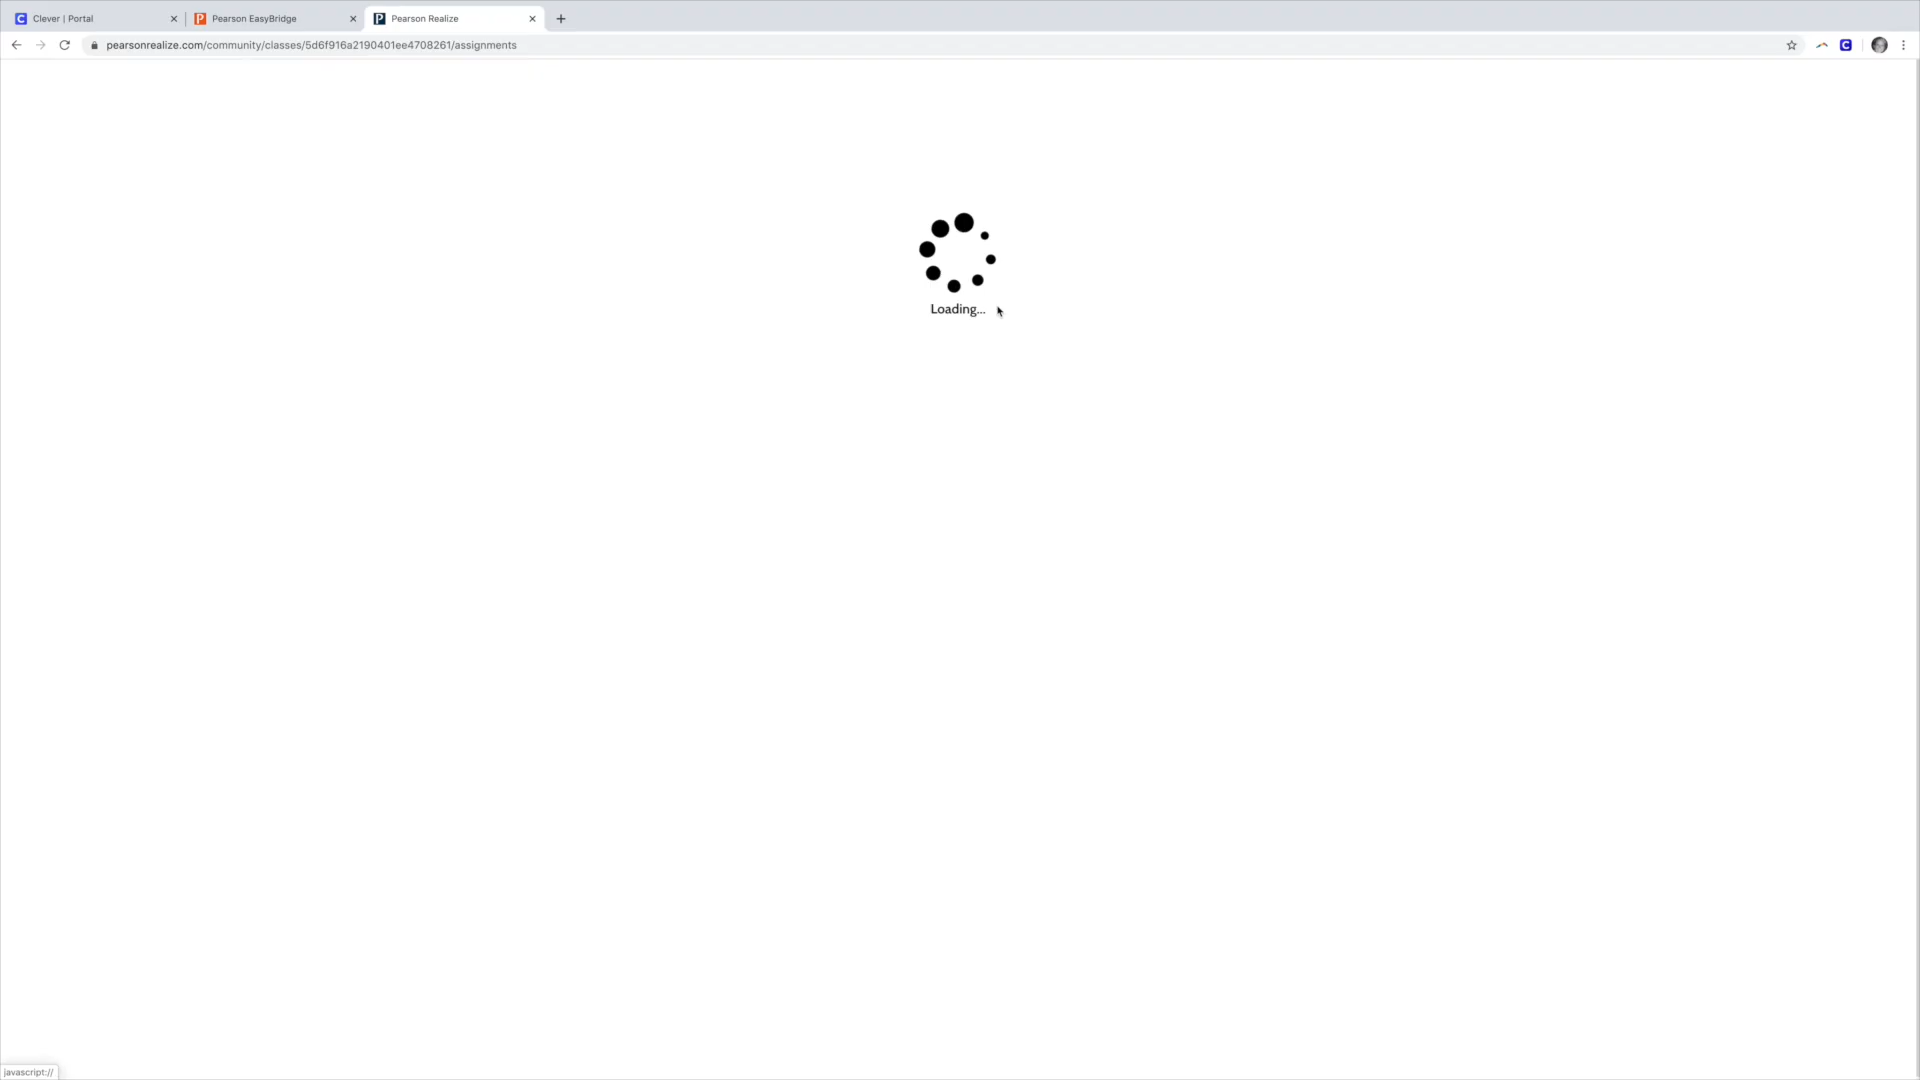 Clever | Portal
Pearson EasyBridge
Pearson Realize
pearsonrealize.com/community/classes/5d6f916a2190401ee4708261/assignments
Loading...
javascript://